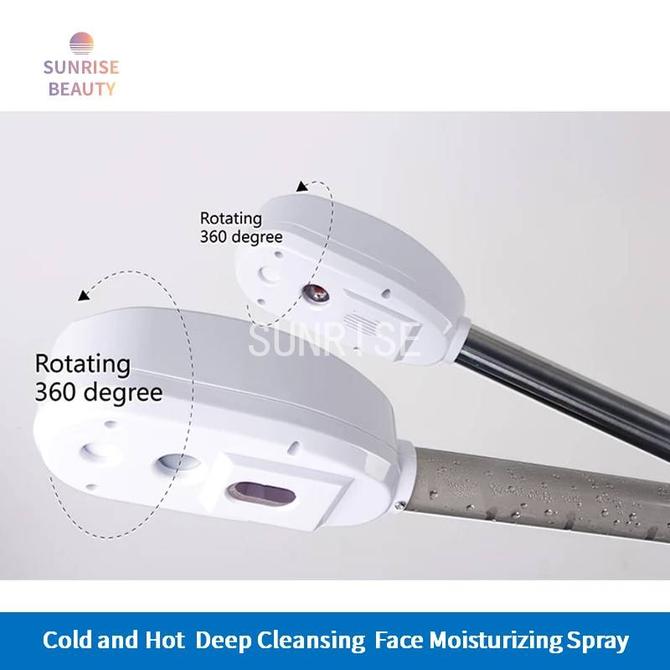 SUNRISE
BEAUTY
Rotating
360 degree
SUNRISE
Rotating
360 degree
Cold and Hot Deep Cleansing Face Moisturizing Spray